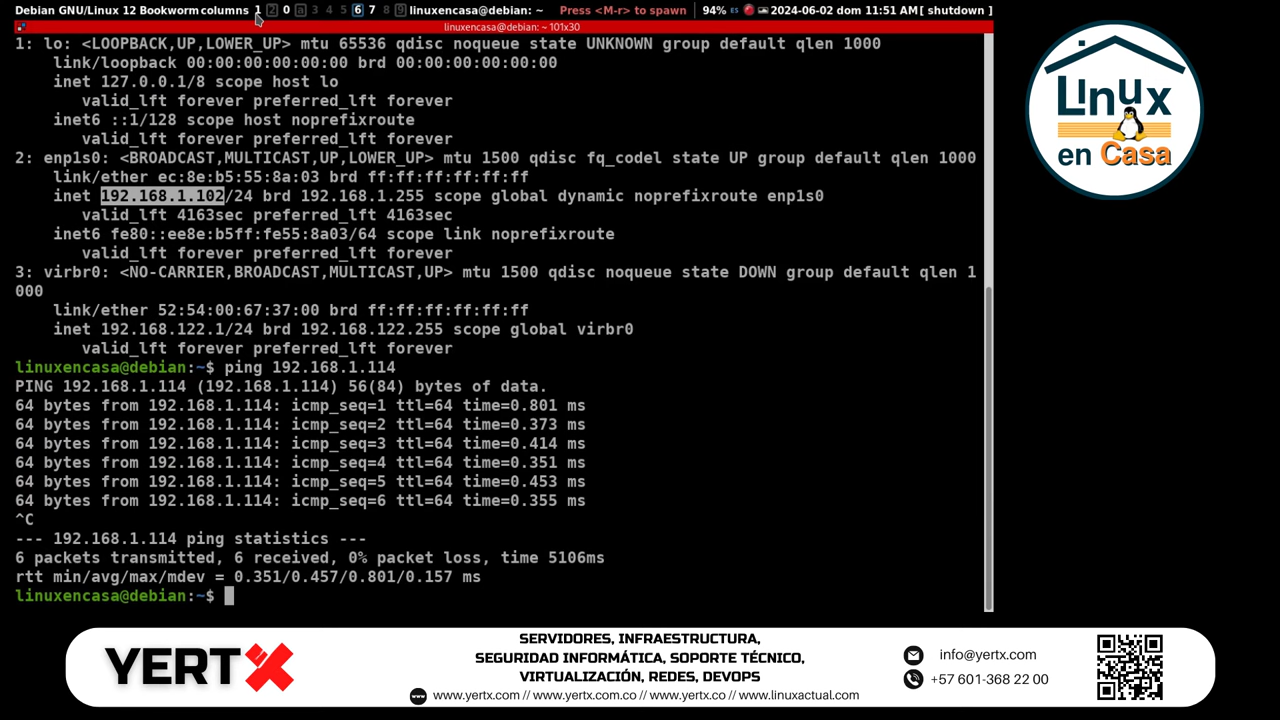 Debian GNU/Linux 12 Bookworm columns 1 2 0 a 3 4 5 6 7 8 9 linuxencasa@debian: ~ Press <M-r> to spawn 94% ES 2024-06-02 dom 11:51 AM[ shutdown ]
linuxencasa@debian: ~ 101x30
1: lo: <LOOPBACK,UP,LOWER_UP> mtu 65536 qdisc noqueue state UNKNOWN group default qlen 1000
link/loopback 00:00:00:00:00:00 brd 00:00:00:00:00:00
inet 127.0.0.1/8 scope host lo
valid_lft forever preferred_lft forever
inet6 ::1/128 scope host noprefixroute
valid_lft forever preferred_lft forever
2: enp1s0: <BROADCAST,MULTICAST,UP,LOWER_UP> mtu 1500 qdisc fq_codel state UP group default qlen 1000
link/ether ec:8e:b5:55:8a:03 brd ff:ff:ff:ff:ff:ff
inet 192.168.1.102/24 brd 192.168.1.255 scope global dynamic noprefixroute enp1s0
valid_lft 4163sec preferred_lft 4163sec
inet6 fe80::ee8e:b5ff:fe55:8a03/64 scope link noprefixroute
valid_lft forever preferred_lft forever
3: virbr0: <NO-CARRIER,BROADCAST,MULTICAST,UP> mtu 1500 qdisc noqueue state DOWN group default qlen 1
000
link/ether 52:54:00:67:37:00 brd ff:ff:ff:ff:ff:ff
inet 192.168.122.1/24 brd 192.168.122.255 scope global virbr0
valid_lft forever preferred_lft forever
linuxencasa@debian:~$ ping 192.168.1.114
PING 192.168.1.114 (192.168.1.114) 56(84) bytes of data.
64 bytes from 192.168.1.114: icmp_seq=1 ttl=64 time=0.801 ms
64 bytes from 192.168.1.114: icmp_seq=2 ttl=64 time=0.373 ms
64 bytes from 192.168.1.114: icmp_seq=3 ttl=64 time=0.414 ms
64 bytes from 192.168.1.114: icmp_seq=4 ttl=64 time=0.351 ms
64 bytes from 192.168.1.114: icmp_seq=5 ttl=64 time=0.453 ms
64 bytes from 192.168.1.114: icmp_seq=6 ttl=64 time=0.355 ms
^C
--- 192.168.1.114 ping statistics ---
6 packets transmitted, 6 received, 0% packet loss, time 5106ms
rtt min/avg/max/mdev = 0.351/0.457/0.801/0.157 ms
linuxencasa@debian:~$
Linux
en Casa
YERTX
SERVIDORES, INFRAESTRUCTURA,
SEGURIDAD INFORMÁTICA, SOPORTE TÉCNICO,
VIRTUALIZACIÓN, REDES, DEVOPS
www.yertx.com // www.yertx.com.co // www.yertx.co // www.linuxactual.com
info@yertx.com
+57 601-368 22 00